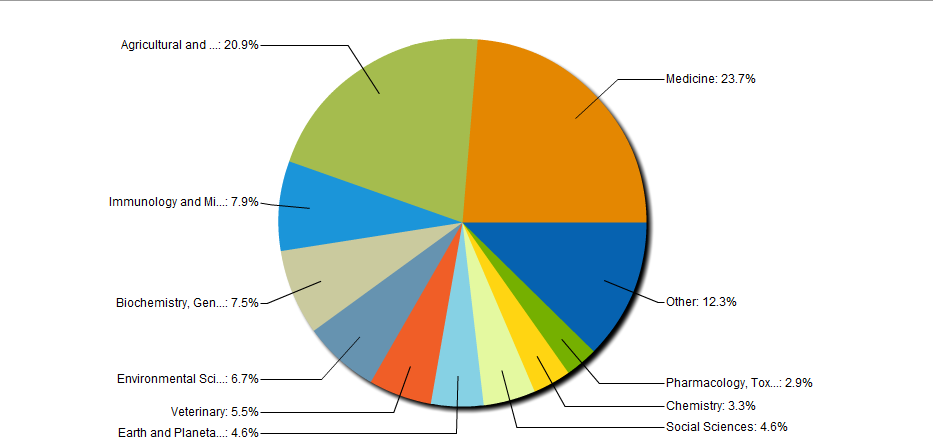 Agricultural and ...: 20.9%
Medicine: 23.7%
Immunology and Mi...: 7.9%
Biochemistry, Gen...: 7.5%
Other: 12.3%
Environmental Sci...: 6.7%
Pharmacology, Tox...: 2.9%
Veterinary: 5.5%
Chemistry: 3.3%
Earth and Planeta...: 4.6%
Social Sciences: 4.6%